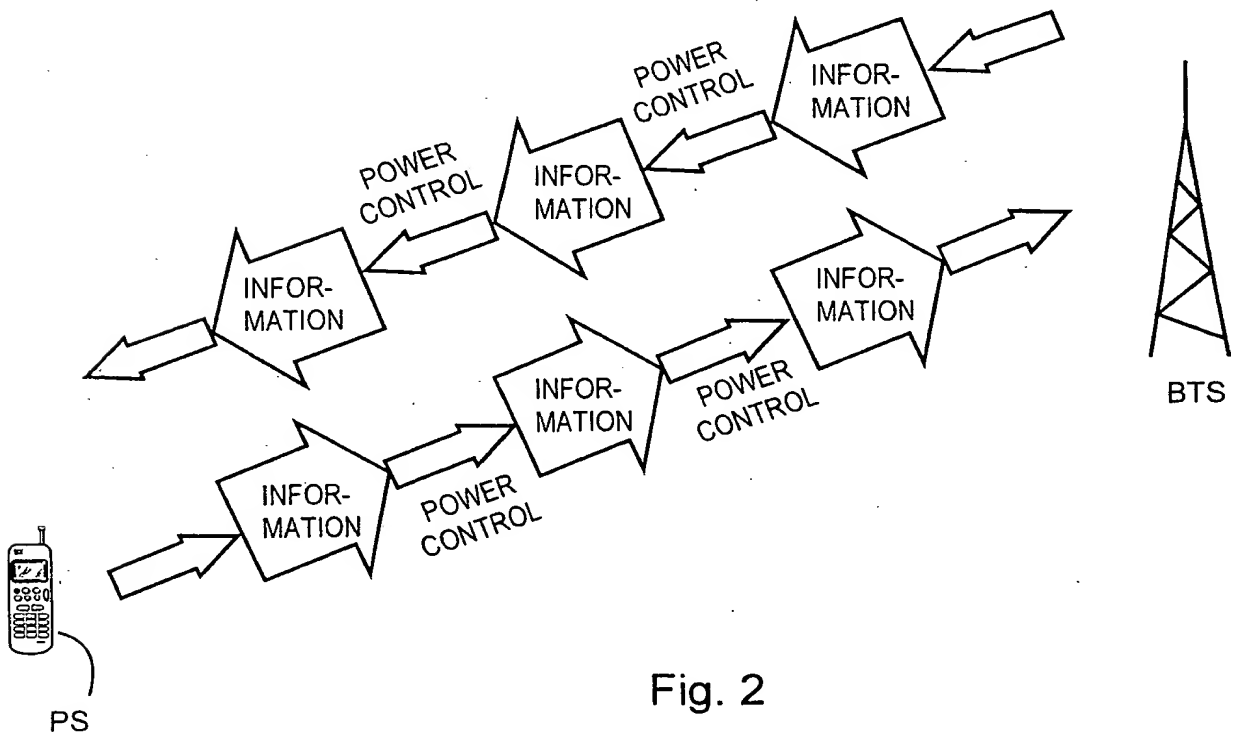 POWER
CONTROL
INFOR-
MATION
POWER
CONTROL
INFOR-
MATION
INFOR-
MATION
INFOR-
MATION
POWER
CONTROL
INFOR-
MATION
BTS
POWER
CONTROL
INFOR-
MATION
PS
Fig. 2